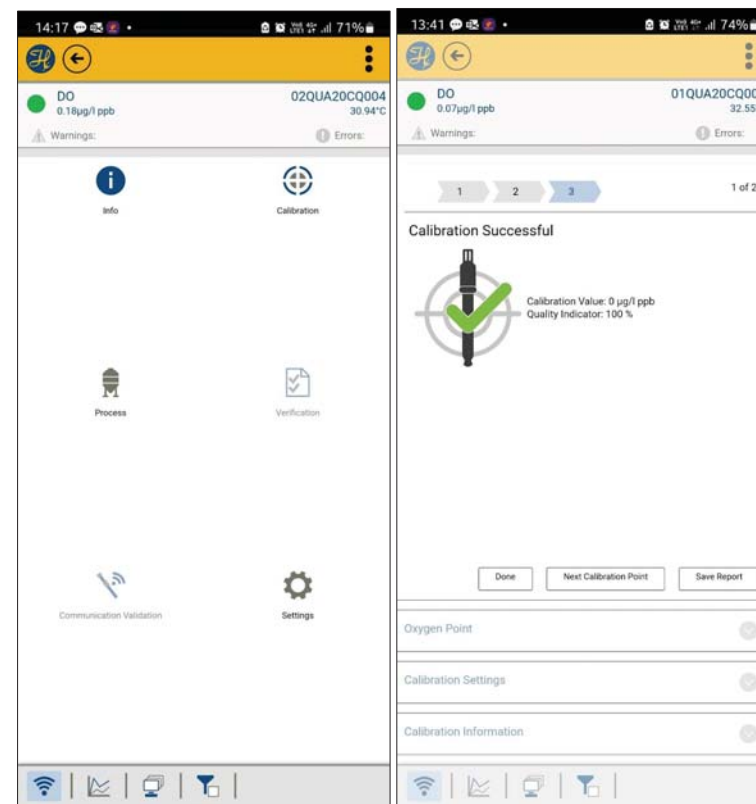 14:17
71%
DO
02QUA20CQ004
0.18µg/l ppb
30.94°C
Warnings:
Errors:
Info
Calibration
Process
Verification
Communication Validation
Settings
13:41
74%
DO
01QUA20CQ00
0.07µg/l ppb
32.55
Warnings:
Errors:
1
2
3
1 of 2
Calibration Successful
Calibration Value: 0 µg/l ppb
Quality Indicator: 100 %
Done
Next Calibration Point
Save Report
Oxygen Point
Calibration Settings
Calibration Information